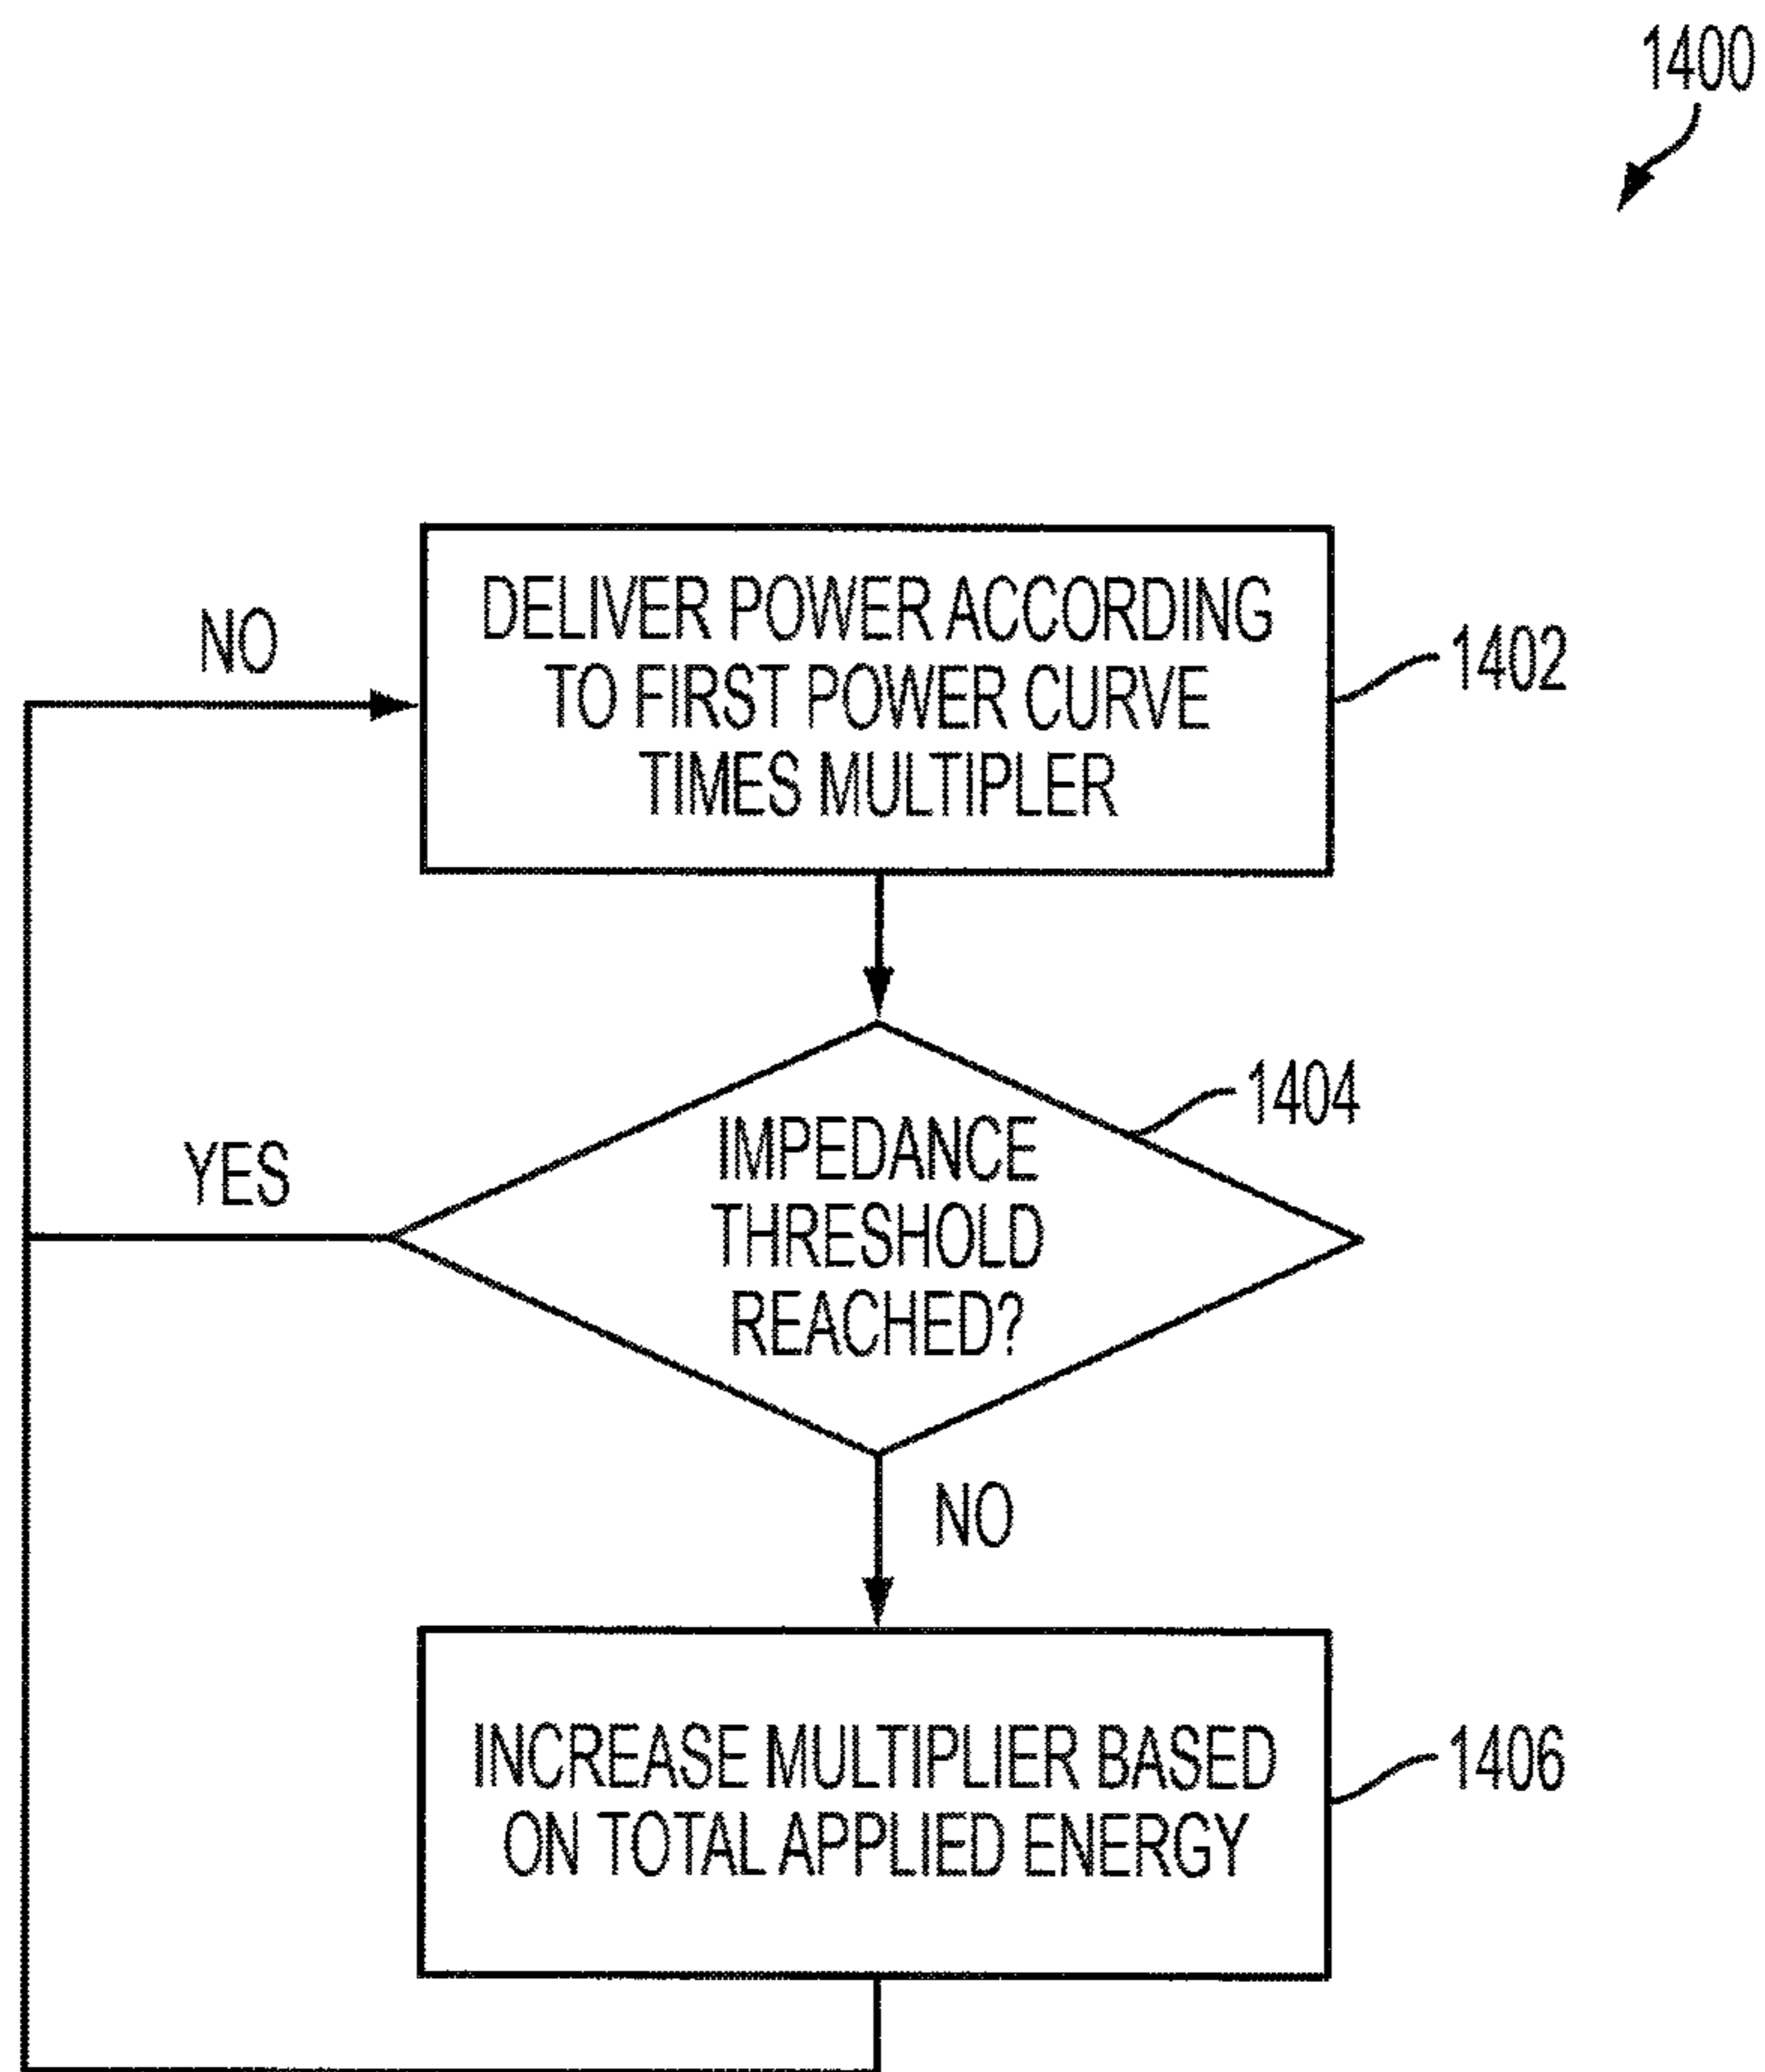 1400
NO
DELIVER POWER ACCORDING
TO FIRST POWER CURVE
TIMES MULTIPLER
1402
YES
IMPEDANCE
THRESHOLD
REACHED?
1404
NO
INCREASE MULTIPLIER BASED
ON TOTAL APPLIED ENERGY
1406